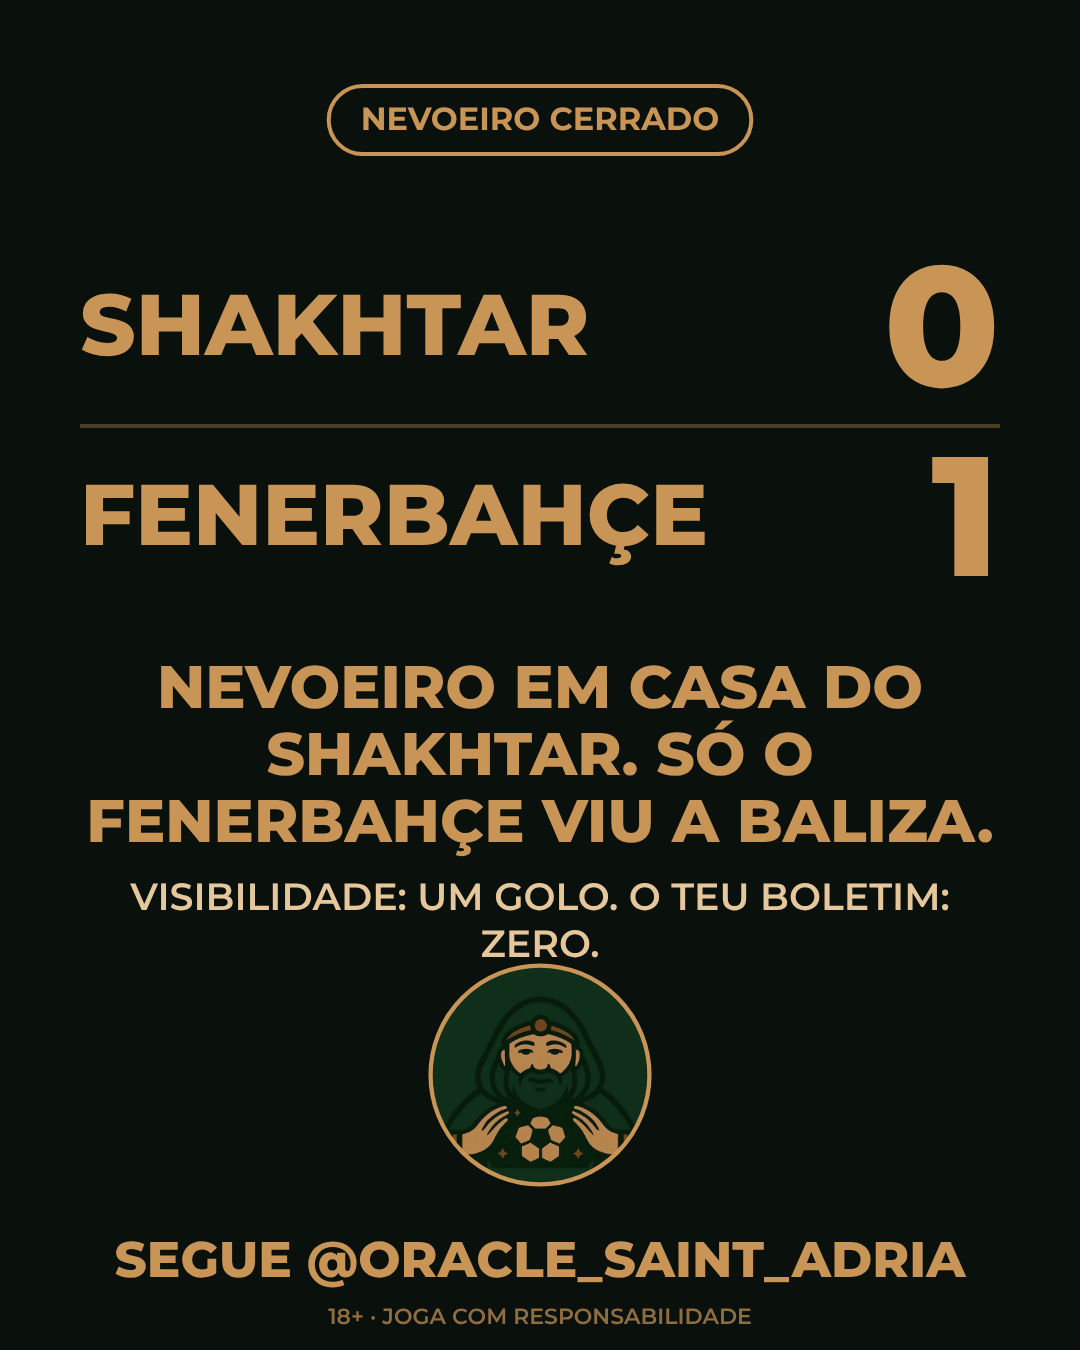 NEVOEIRO CERRADO
SHAKHTAR 0
FENERBAHÇE 1
NEVOEIRO EM CASA DO
SHAKHTAR. SÓ O
FENERBAHÇE VIU A BALIZA.
VISIBILIDADE: UM GOLO. O TEU BOLETIM:
ZERO.
SEGUE @ORACLE_SAINT_ADRIA
18+ · JOGA COM RESPONSABILIDADE